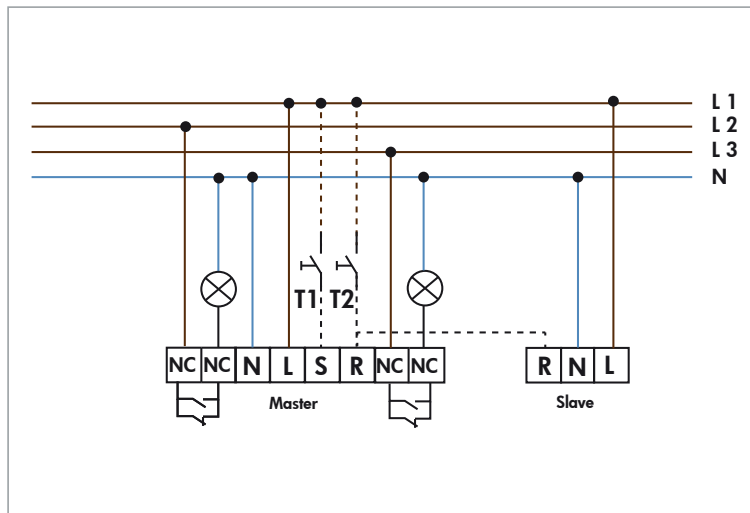 L 1
L 2
L 3
N
T1 T2
NC NC N L S R NC NC
R N L
Master
Slave